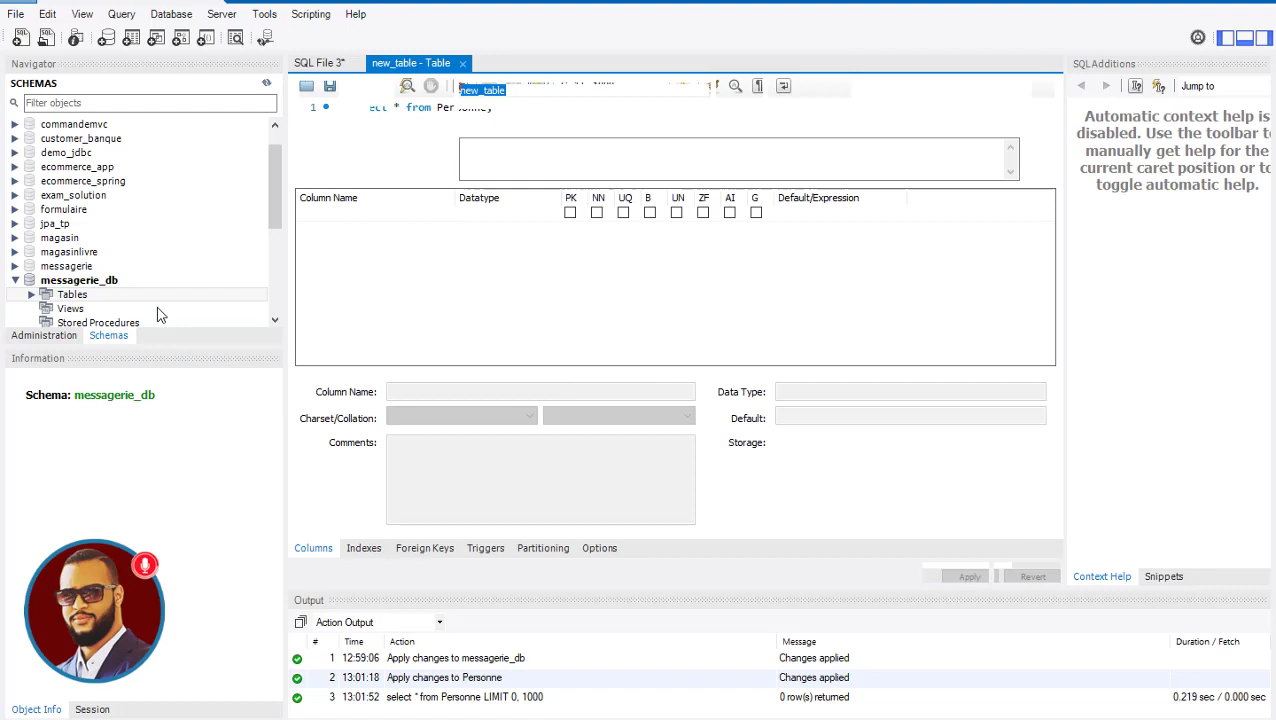 File Edit View Query Database Server Tools Scripting Help
Navigator
SCHEMAS
Filter objects
commandemvc
customer_banque
demo_jdbc
ecommerce_app
ecommerce_spring
exam_solution
formulaire
jpa_tp
magasin
magasinlivre
messagerie
messagerie_db
Tables
Views
Stored Procedures
Administration Schemas
Information
Schema: messagerie_db
Object Info Session
SQL File 3* new_table - Table
new_table
1 ect * from Per
Column Name Datatype PK NN UQ B UN ZF AI G Default/Expression
Column Name: Data Type:
Charset/Collation: Default:
Comments: Storage:
Columns Indexes Foreign Keys Triggers Partitioning Options
Apply Revert
Output
Action Output
# Time Action Message Duration / Fetch
1 12:59:06 Apply changes to messagerie_db Changes applied
2 13:01:18 Apply changes to Personne Changes applied
3 13:01:52 select * from Personne LIMIT 0, 1000 0 row(s) returned 0.219 sec / 0.000 sec
SQLAdditions
Jump to
Automatic context help is
disabled. Use the toolbar to
manually get help for the
current caret position or to
toggle automatic help.
Context Help Snippets